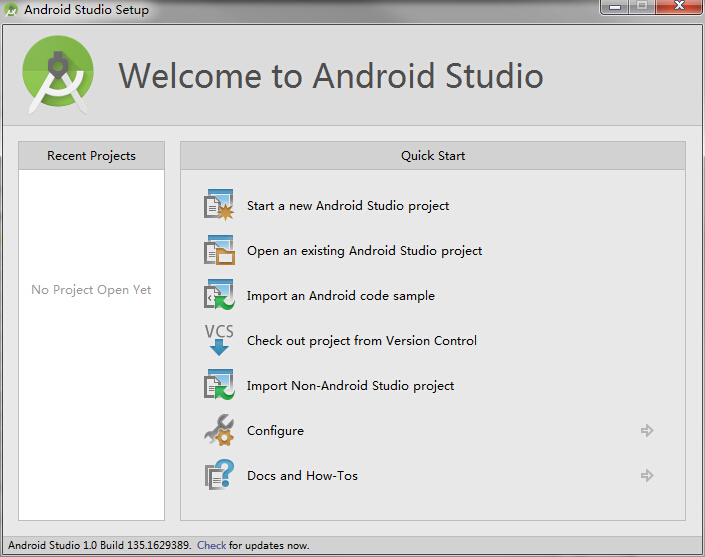 Android Studio Setup
Welcome to Android Studio
Recent Projects
No Project Open Yet
Quick Start
Start a new Android Studio project
Open an existing Android Studio project
Import an Android code sample
VCS
Check out project from Version Control
Import Non-Android Studio project
Configure
Docs and How-Tos
Android Studio 1.0 Build 135.1629389. Check for updates now.